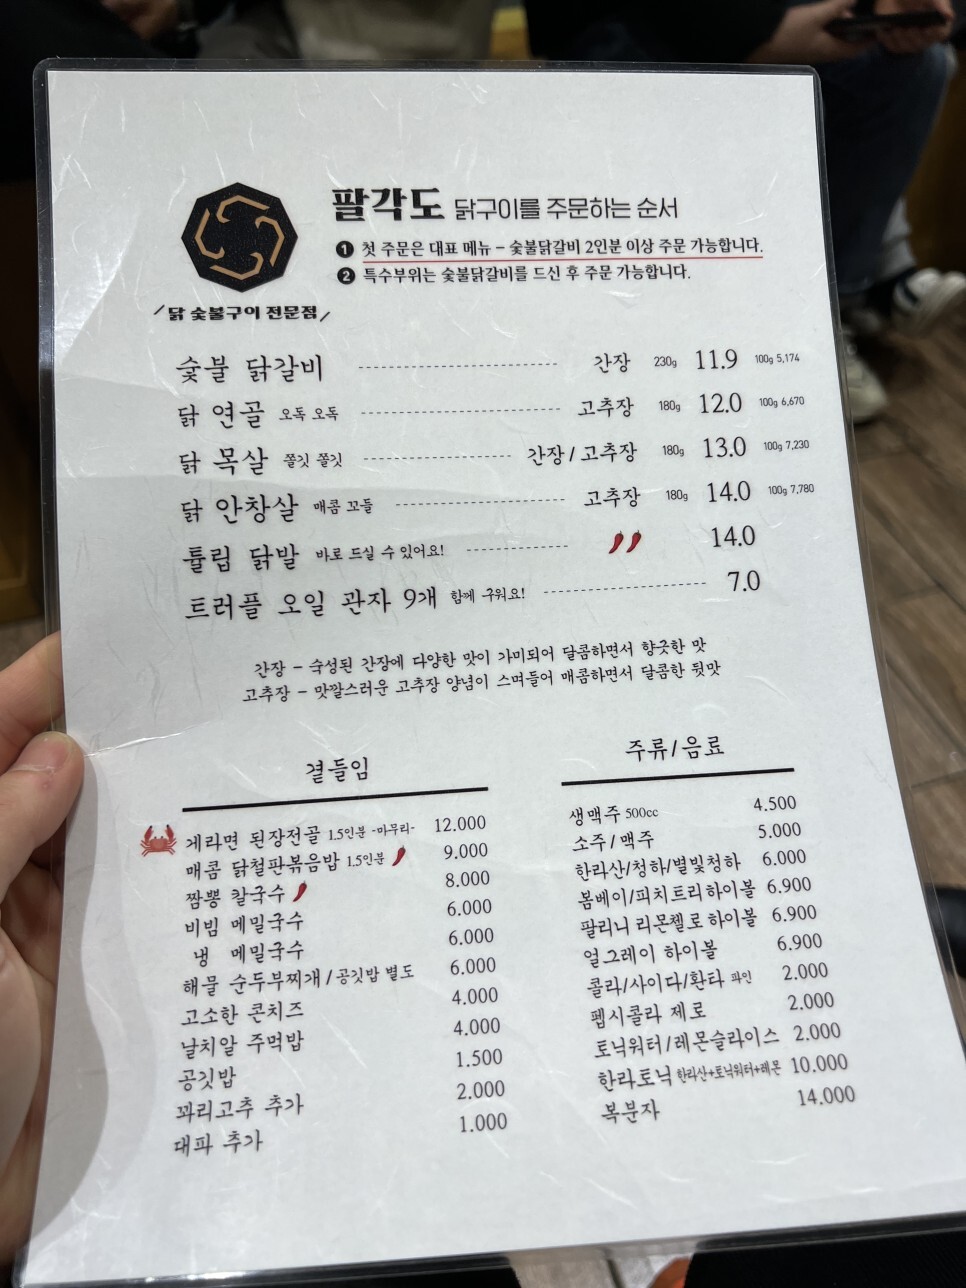 팔각도 닭구이를 주문하는 순서
❶ 첫 주문은 대표 메뉴 – 숯불닭갈비 2인분 이상 주문 가능합니다.
❷ 특수부위는 숯불닭갈비를 드신 후 주문 가능합니다.
닭 숯불구이 전문점
숯불 닭갈비 간장 230g 11.9 100g 5,174
닭 연골 오독 오독 고추장 180g 12.0 100g 6,670
닭 목살 쫄깃 쫄깃 간장/고추장 180g 13.0 100g 7,230
닭 안창살 매콤 꼬들 고추장 180g 14.0 100g 7,780
튤립 닭발 바로 드실 수 있어요! 14.0
트러플 오일 관자 9개 함께 구워요! 7.0
간장 – 숙성된 간장에 다양한 맛이 가미되어 달콤하면서 향긋한 맛
고추장 – 맛깔스러운 고추장 양념이 스며들어 매콤하면서 달콤한 뒷맛
곁들임
게라면 된장전골 1.5인분 -마무리- 12.000
매콤 닭철판볶음밥 1.5인분 9.000
짬뽕 칼국수 8.000
비빔 메밀국수 6.000
냉 메밀국수 6.000
해물 순두부찌개/공깃밥 별도 6.000
고소한 콘치즈 4.000
날치알 주먹밥 4.000
공깃밥 1.500
꽈리고추 추가 2.000
대파 추가 1.000
주류/음료
생맥주 500cc 4.500
소주/맥주 5.000
한라산/청하/별빛청하 6.000
봄베이/피치트리하이볼 6.900
팔리니 리몬첼로 하이볼 6.900
얼그레이 하이볼 6.900
콜라/사이다/환타 파인 2.000
펩시콜라 제로 2.000
토닉워터/레몬슬라이스 2.000
한라토닉 한라산+토닉워터+레몬 10.000
복분자 14.000